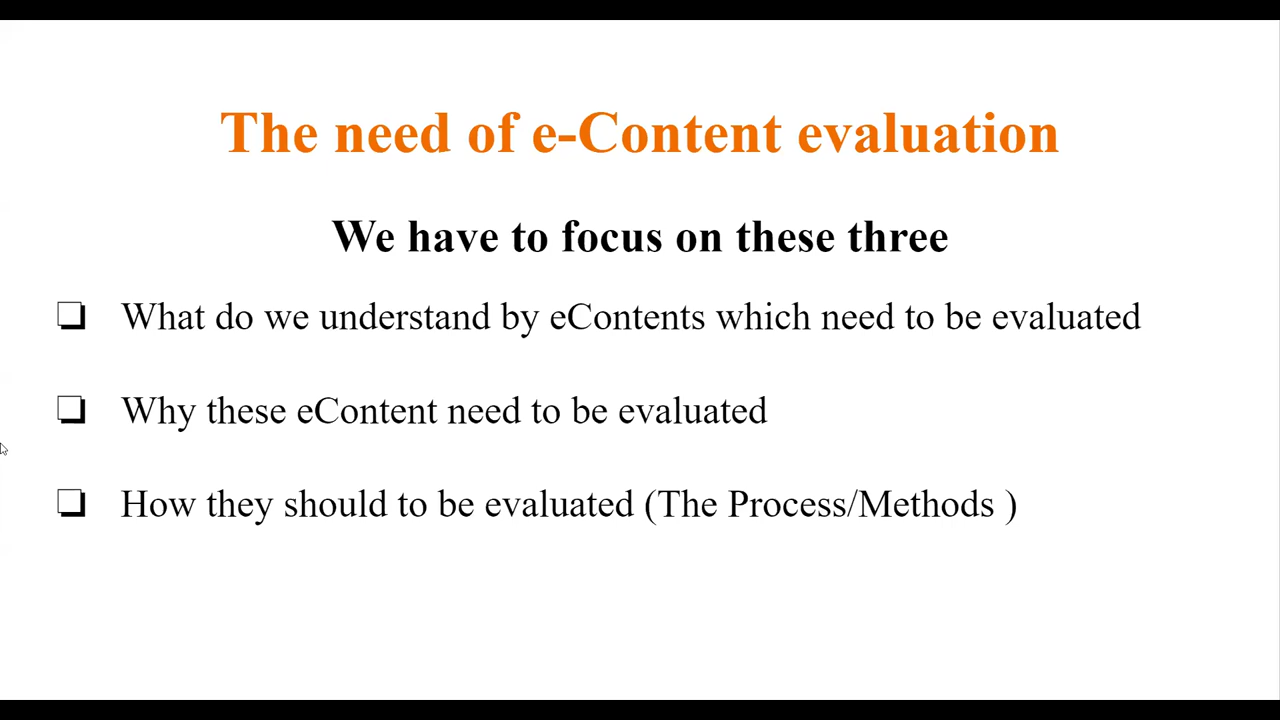 The need of e-Content evaluation
We have to focus on these three
❏ What do we understand by eContents which need to be evaluated
❏ Why these eContent need to be evaluated
❏ How they should to be evaluated (The Process/Methods )